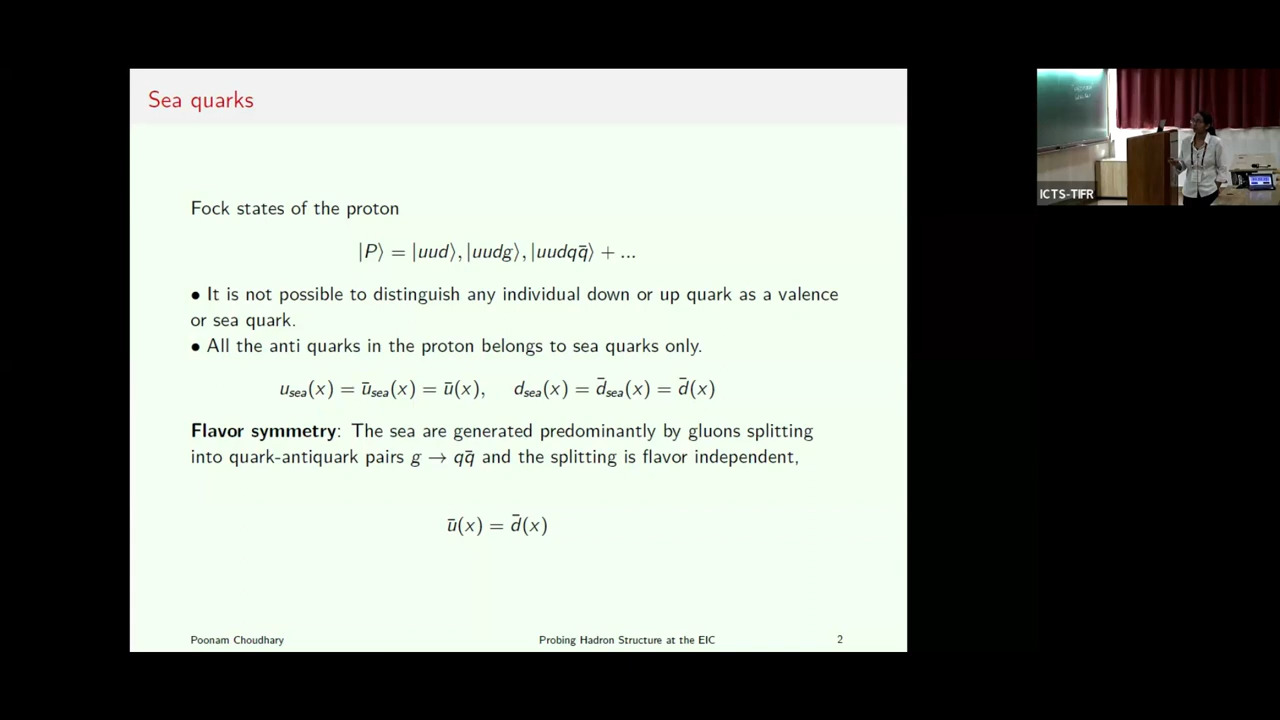 Sea quarks
Fock states of the proton
|P⟩ = |uud⟩, |uudg⟩, |uudqq̄⟩ + ...
• It is not possible to distinguish any individual down or up quark as a valence
or sea quark.
• All the anti quarks in the proton belongs to sea quarks only.
u_sea(x) = ū_sea(x) = ū(x), d_sea(x) = d̄_sea(x) = d̄(x)
Flavor symmetry: The sea are generated predominantly by gluons splitting
into quark-antiquark pairs g → qq̄ and the splitting is flavor independent,
ū(x) = d̄(x)
Poonam Choudhary Probing Hadron Structure at the EIC 2
ICTS-TIFR